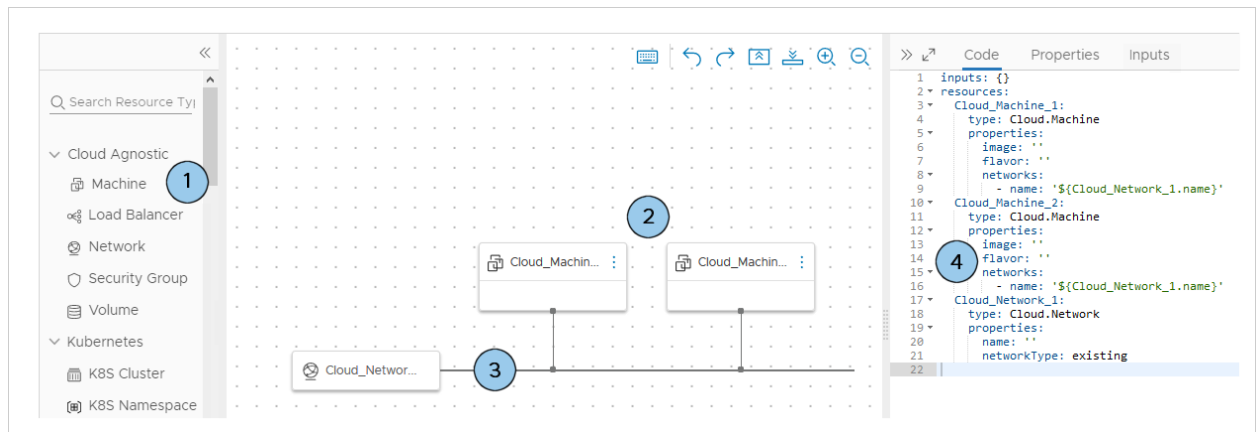 Search Resource Ty
Cloud Agnostic
Machine
1
Load Balancer
Network
Security Group
Volume
Kubernetes
K8S Cluster
K8S Namespace
2
Cloud_Machin...
Cloud_Machin...
Cloud_Networ...
3
Code Properties Inputs
1 inputs: {}
2 resources:
3 Cloud_Machine_1:
4 type: Cloud.Machine
5 properties:
6 image: ''
7 flavor: ''
8 networks:
9 - name: '${Cloud_Network_1.name}'
10 Cloud_Machine_2:
11 type: Cloud.Machine
12 properties:
13 image: ''
14 flavor: ''
15 networks:
16 - name: '${Cloud_Network_1.name}'
17 Cloud_Network_1:
18 type: Cloud.Network
19 properties:
20 name: ''
21 networkType: existing
22
4